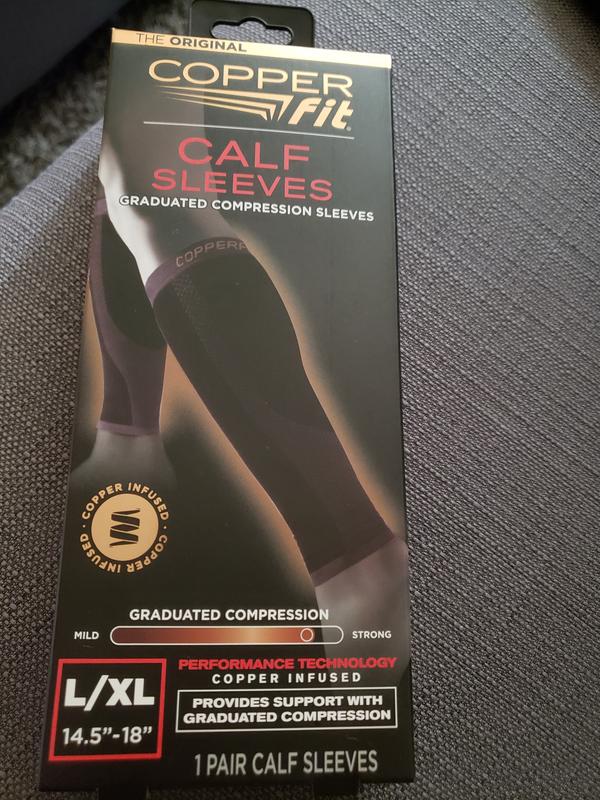 THE ORIGINAL
COPPER
fit
CALF
SLEEVES
GRADUATED COMPRESSION SLEEVES
COPPERF
COPPER INFUSED · COPPER INFUSED ·
GRADUATED COMPRESSION
MILD STRONG
L/XL
14.5"-18"
PERFORMANCE TECHNOLOGY
COPPER INFUSED
PROVIDES SUPPORT WITH
GRADUATED COMPRESSION
1 PAIR CALF SLEEVES